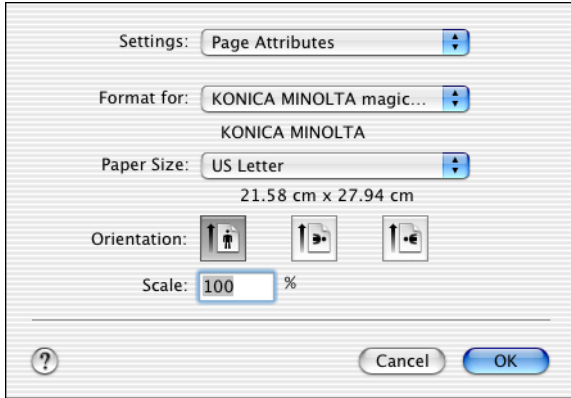 Settings: Page Attributes
Format for: KONICA MINOLTA magic...
KONICA MINOLTA
Paper Size: US Letter
21.58 cm x 27.94 cm
Orientation:
Scale: 100 %
? Cancel OK